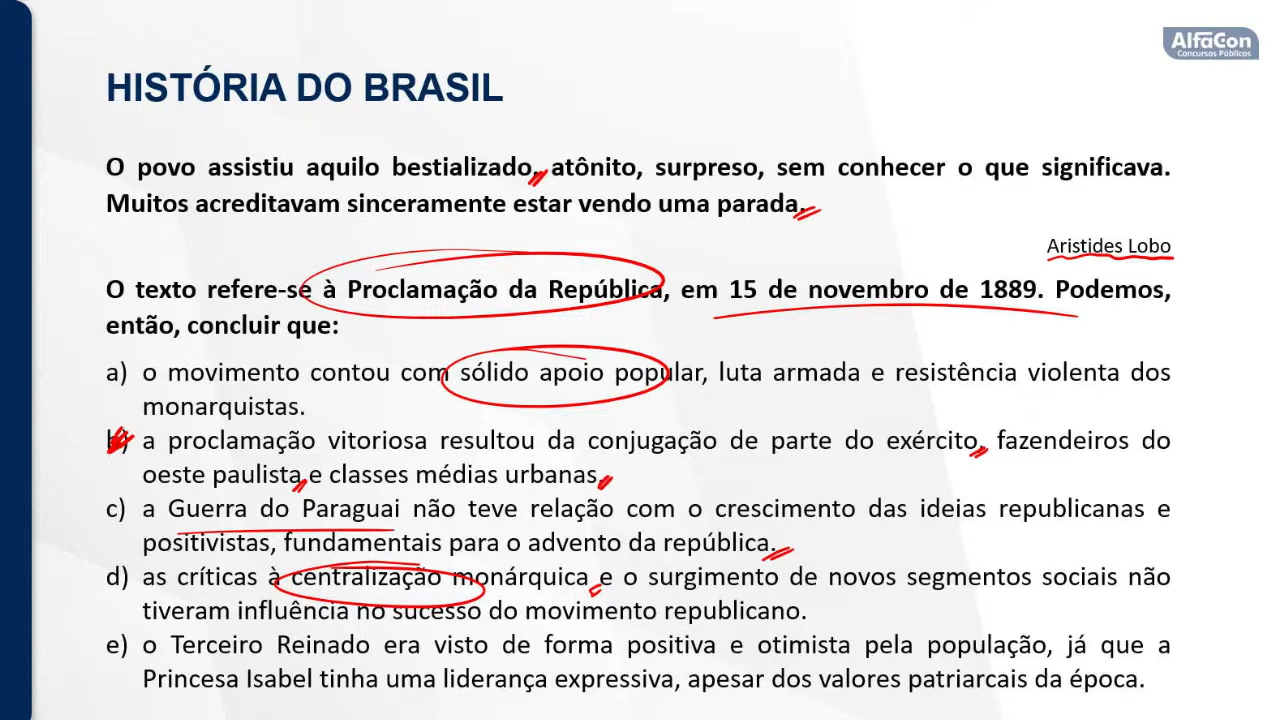 AlfaCon
Concursos Públicos
HISTÓRIA DO BRASIL
O povo assistiu aquilo bestializado, atônito, surpreso, sem conhecer o que significava.
Muitos acreditavam sinceramente estar vendo uma parada.
Aristides Lobo
O texto refere-se à Proclamação da República, em 15 de novembro de 1889. Podemos,
então, concluir que:
a) o movimento contou com sólido apoio popular, luta armada e resistência violenta dos
monarquistas.
b) a proclamação vitoriosa resultou da conjugação de parte do exército, fazendeiros do
oeste paulista, e classes médias urbanas.
c) a Guerra do Paraguai não teve relação com o crescimento das ideias republicanas e
positivistas, fundamentais para o advento da república.
d) as críticas à centralização monárquica e o surgimento de novos segmentos sociais não
tiveram influência no sucesso do movimento republicano.
e) o Terceiro Reinado era visto de forma positiva e otimista pela população, já que a
Princesa Isabel tinha uma liderança expressiva, apesar dos valores patriarcais da época.